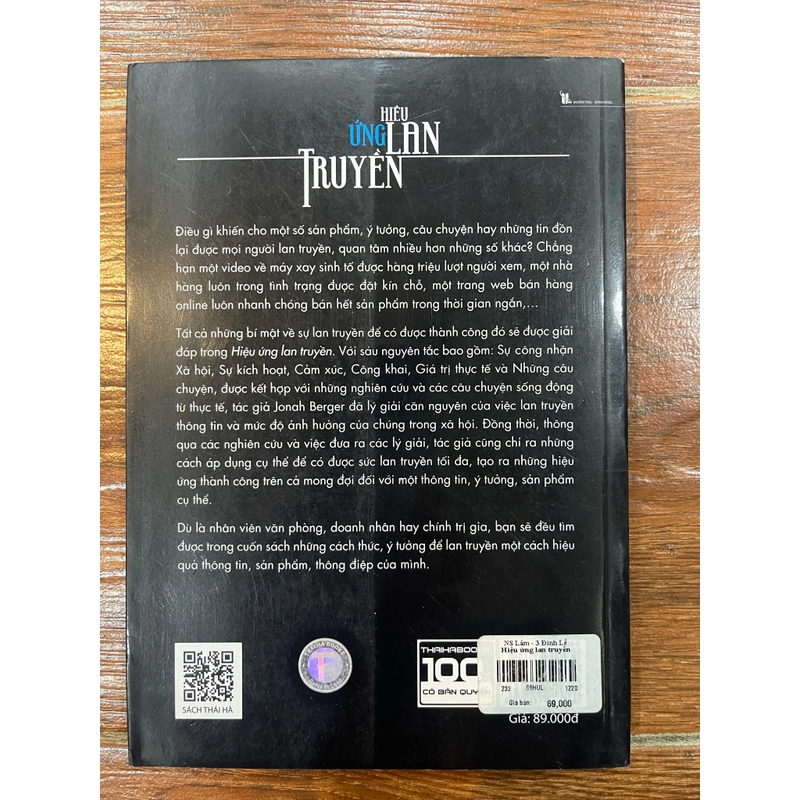 HIỆU
ỨNG LAN
TRUYỀN
Điều gì khiến cho một số sản phẩm, ý tưởng, câu chuyện hay những tin đồn
lại được mọi người lan truyền, quan tâm nhiều hơn những số khác? Chẳng
hạn một video về máy xay sinh tố được hàng triệu lượt người xem, một nhà
hàng luôn trong tình trạng được đặt kín chỗ, một trang web bán hàng
online luôn nhanh chóng bán hết sản phẩm trong thời gian ngắn,...
Tất cả những bí mật về sự lan truyền để có được thành công đó sẽ được giải
đáp trong Hiệu ứng lan truyền. Với sáu nguyên tắc bao gồm: Sự công nhận
Xã hội, Sự kích hoạt, Cảm xúc, Công khai, Giá trị thực tế và Những câu
chuyện, được kết hợp với những nghiên cứu và các câu chuyện sống động
từ thực tế, tác giả Jonah Berger đã lý giải căn nguyên của việc lan truyền
thông tin và mức độ ảnh hưởng của chúng trong xã hội. Đồng thời, thông
qua các nghiên cứu và việc đưa ra các lý giải, tác giả cũng chỉ ra những
cách áp dụng cụ thể để có được sức lan truyền tối đa, tạo ra những hiệu
ứng thành công trên cả mong đợi đối với một thông tin, ý tưởng, sản phẩm
cụ thể.
Dù là nhân viên văn phòng, doanh nhân hay chính trị gia, bạn sẽ đều tìm
được trong cuốn sách những cách thức, ý tưởng để lan truyền một cách hiệu
quả thông tin, sản phẩm, thông điệp của mình.
SÁCH THÁI HÀ
THAIHABOO
100
CÓ BẢN QUY
NS Lâm - 3 Đinh Lễ
Hiệu ứng lan truyền
233 89HUL 1220
Giá bán: 69,000
Giá: 89.000đ